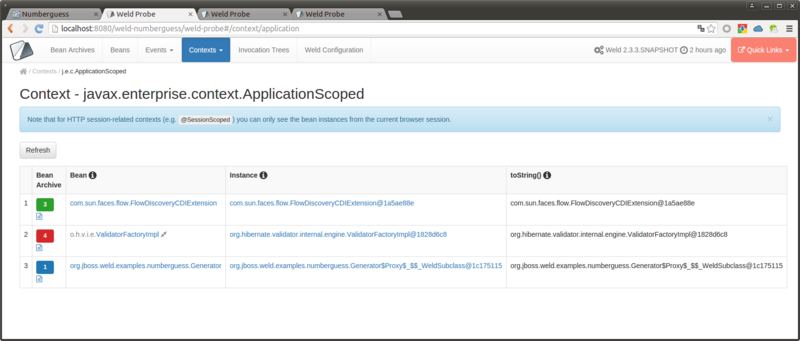 Numberguess
Weld Probe
Weld Probe
Weld Probe
localhost:8080/weld-numberguess/weld-probe#/context/application
Bean Archives
Beans
Events
Contexts
Invocation Trees
Weld Configuration
Weld 2.3.3.SNAPSHOT
2 hours ago
Quick Links
/ Contexts / j.e.c.ApplicationScoped
Context - javax.enterprise.context.ApplicationScoped
Note that for HTTP session-related contexts (e.g. @SessionScoped) you can only see the bean instances from the current browser session.
×
Refresh
Bean Archive
Bean
Instance
toString()
1 3 com.sun.faces.flow.FlowDiscoveryCDIExtension com.sun.faces.flow.FlowDiscoveryCDIExtension@1a5ae88e com.sun.faces.flow.FlowDiscoveryCDIExtension@1a5ae88e
2 4 o.h.v.i.e.ValidatorFactoryImpl org.hibernate.validator.internal.engine.ValidatorFactoryImpl@1828d6c8 org.hibernate.validator.internal.engine.ValidatorFactoryImpl@1828d6c8
3 1 org.jboss.weld.examples.numberguess.Generator org.jboss.weld.examples.numberguess.Generator$Proxy$_$$_WeldSubclass@1c175115 org.jboss.weld.examples.numberguess.Generator$Proxy$_$$_WeldSubclass@1c175115